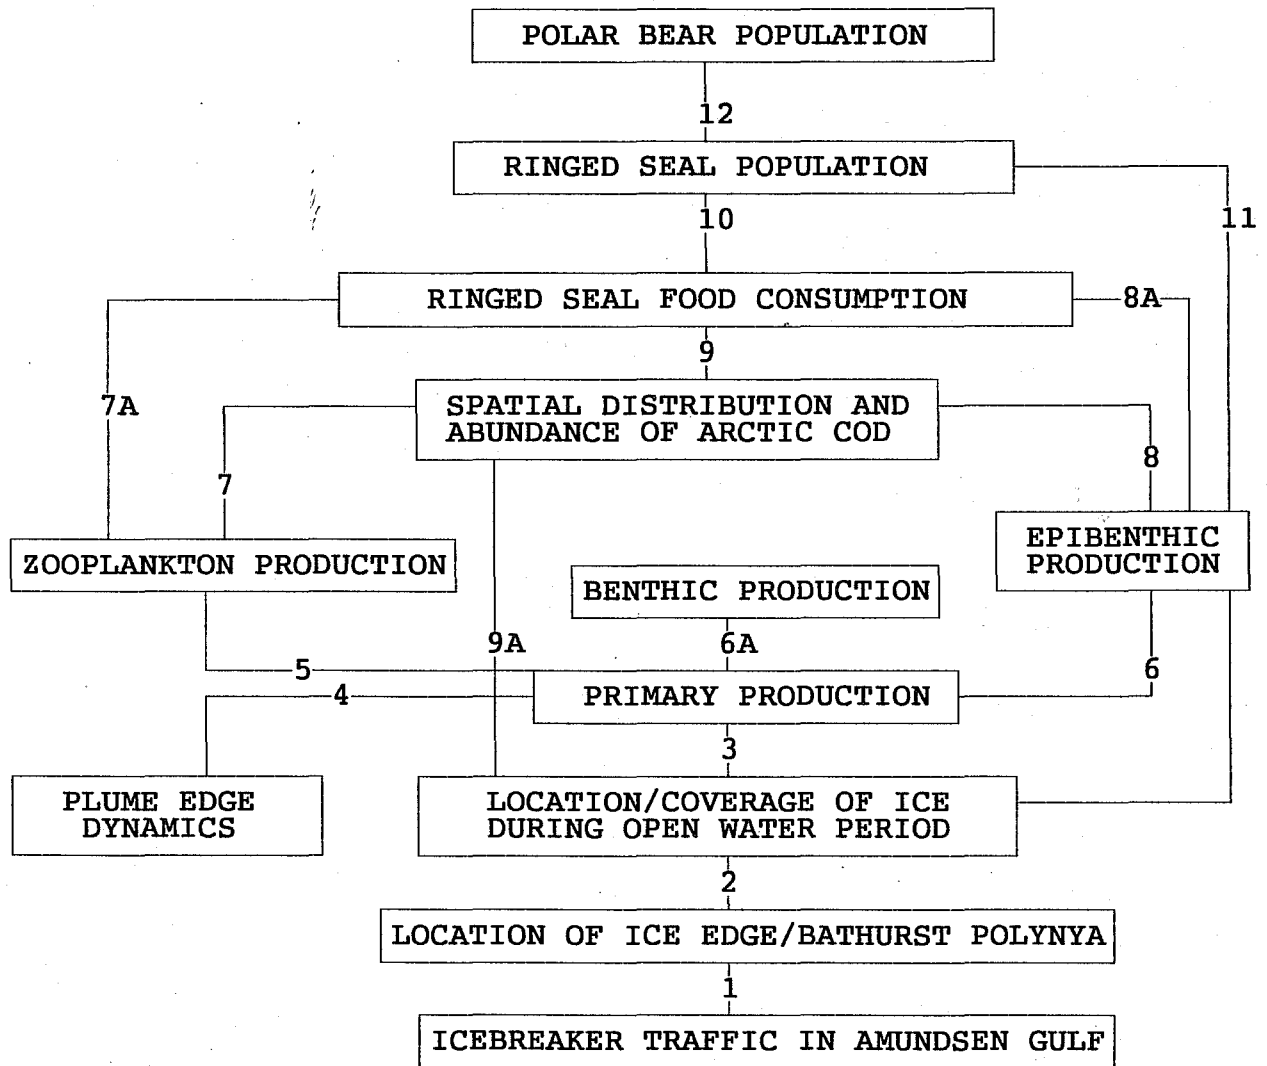 POLAR BEAR POPULATION
12
RINGED SEAL POPULATION
10
11
RINGED SEAL FOOD CONSUMPTION
8A
9
7A
SPATIAL DISTRIBUTION AND
ABUNDANCE OF ARCTIC COD
7
8
ZOOPLANKTON PRODUCTION
EPIBENTHIC
PRODUCTION
BENTHIC PRODUCTION
9A
6A
5
6
4
PRIMARY PRODUCTION
3
PLUME EDGE
DYNAMICS
LOCATION/COVERAGE OF ICE
DURING OPEN WATER PERIOD
2
LOCATION OF ICE EDGE/BATHURST POLYNYA
1
ICEBREAKER TRAFFIC IN AMUNDSEN GULF